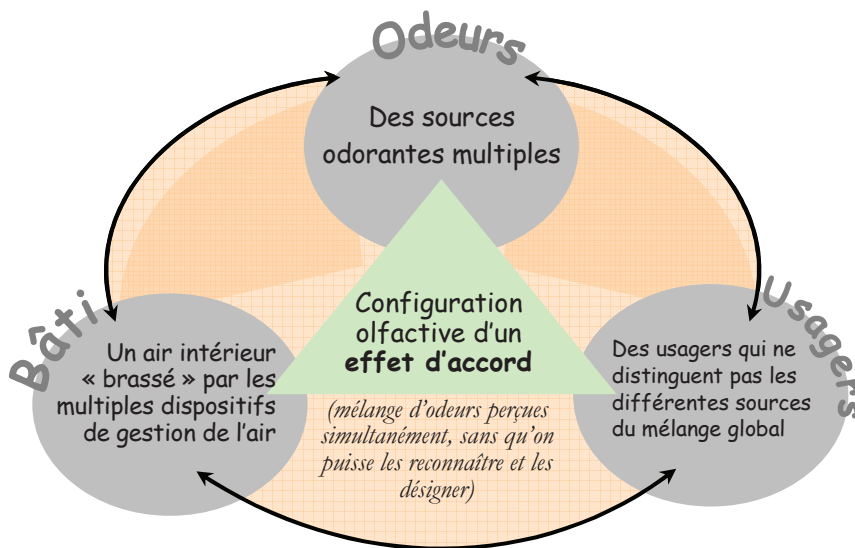 Odeurs
Des sources
odorantes multiples
Bâti
Un air intérieur
« brassé » par les
multiples dispositifs
de gestion de l'air
Configuration
olfactive d'un
effet d'accord
(mélange d'odeurs perçues
simultanément, sans qu'on
puisse les reconnaître et les
désigner)
Usagers
Des usagers qui ne
distinguent pas les
différentes sources
du mélange global